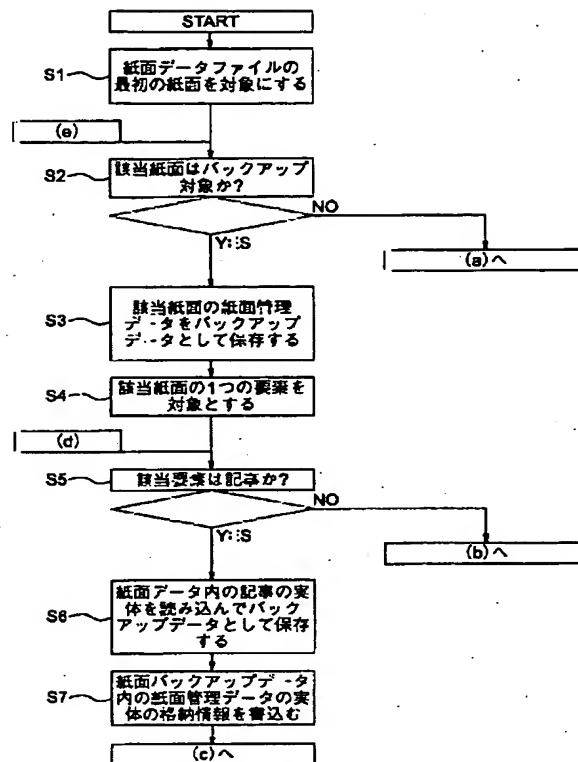 START
S1
紙面データファイルの
最初の紙面を対象にする
(e)
S2
該当紙面はバックアップ
対象か?
NO
(a)へ
YES
S3
該当紙面の紙面管理
データをバックアップ
データとして保存する
S4
該当紙面の1つの要素を
対象とする
(d)
S5
該当要素は記事か?
NO
(b)へ
YES
S6
紙面データ内の記事の実
体を読み込んでバック
アップデータとして保存
する
S7
紙面バックアップデータ
内の紙面管理データの実
体の格納情報を書込む
(c)へ